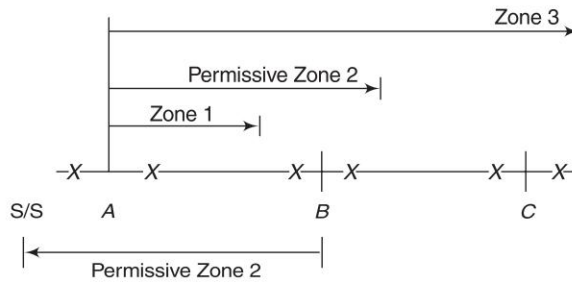 Zone 3
Permissive Zone 2
Zone 1
X X X X X X
S/S A B C
Permissive Zone 2